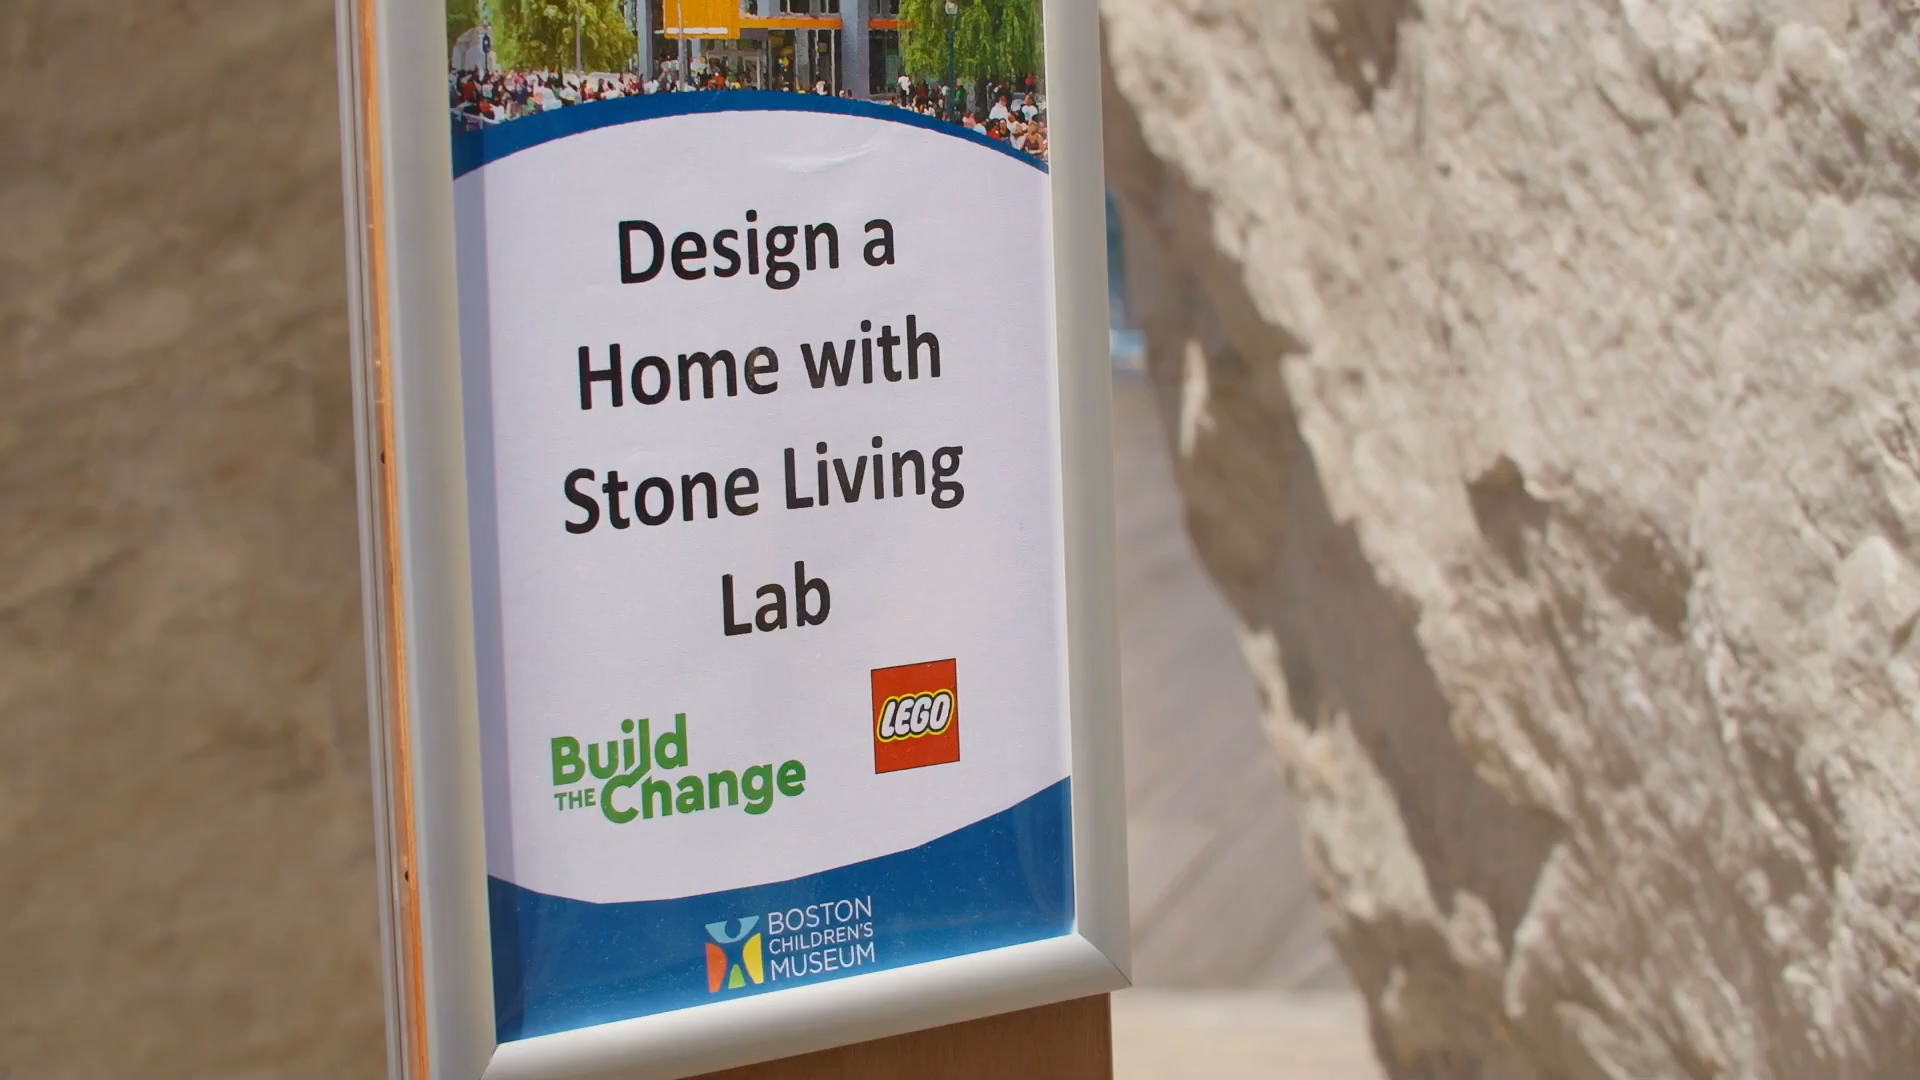 Design a
Home with
Stone Living
Lab
LEGO
Build
THE Change
BOSTON
CHILDREN'S
MUSEUM